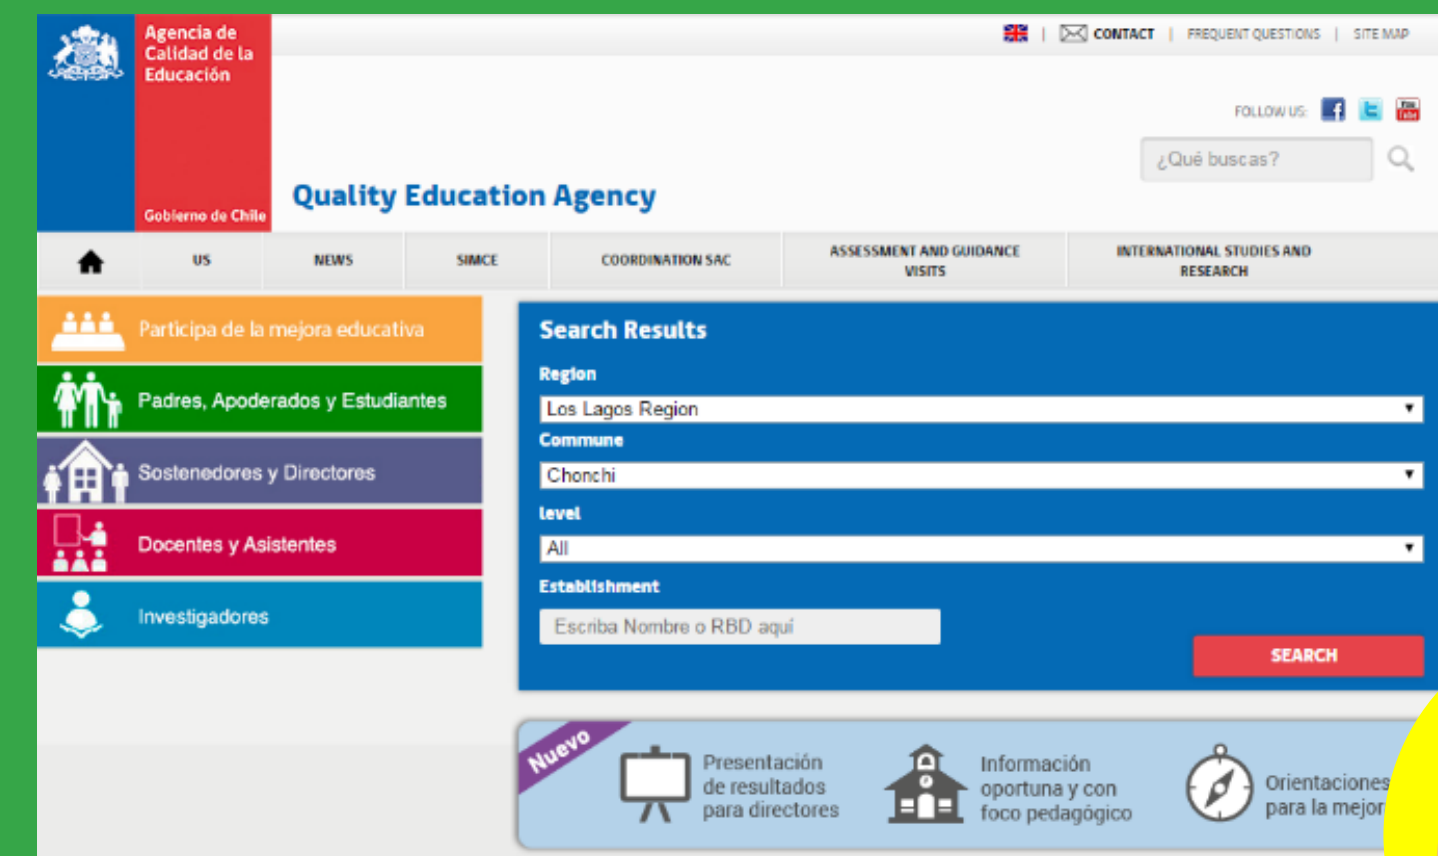 Agencia de
Calidad de la
Educación
Gobierno de Chile
CONTACT | FREQUENT QUESTIONS | SITE MAP
FOLLOW US:
You
Tube
¿Qué buscas?
Quality Education Agency
US
NEWS
SIMCE
COORDINATION SAC
ASSESSMENT AND GUIDANCE
VISITS
INTERNATIONAL STUDIES AND
RESEARCH
Participa de la mejora educativa
Padres, Apoderados y Estudiantes
Sostenedores y Directores
Docentes y Asistentes
Investigadores
Search Results
Region
Los Lagos Region
Commune
Chonchi
level
All
Establishment
Escriba Nombre o RBD aquí
SEARCH
Nuevo
Presentación
de resultados
para directores
Información
oportuna y con
foco pedagógico
Orientaciones
para la mejor